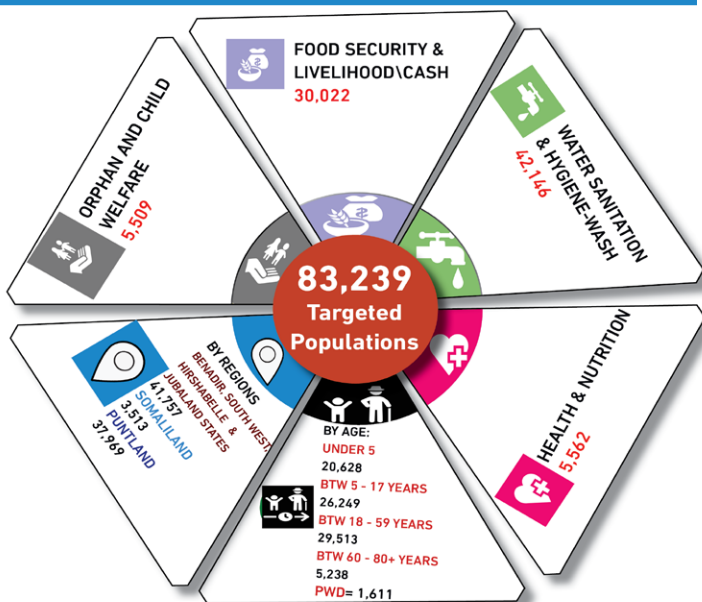 FOOD SECURITY &
LIVELIHOOD\CASH
30,022
WATER SANITATION
& HYGIENE-WASH
42,146
ORPHAN AND CHILD
WELFARE
5,509
83,239
Targeted
Populations
HEALTH & NUTRITION
5,562
BY REGIONS
BENADIR, SOUTH WEST,
HIRSHABELLE &
JUBALAND STATES
41,757
SOMALILAND
3,513
PUNTLAND
37,969
BY AGE:
UNDER 5
20,628
BTW 5 - 17 YEARS
26,249
BTW 18 - 59 YEARS
29,513
BTW 60 - 80+ YEARS
5,238
PWD= 1,611